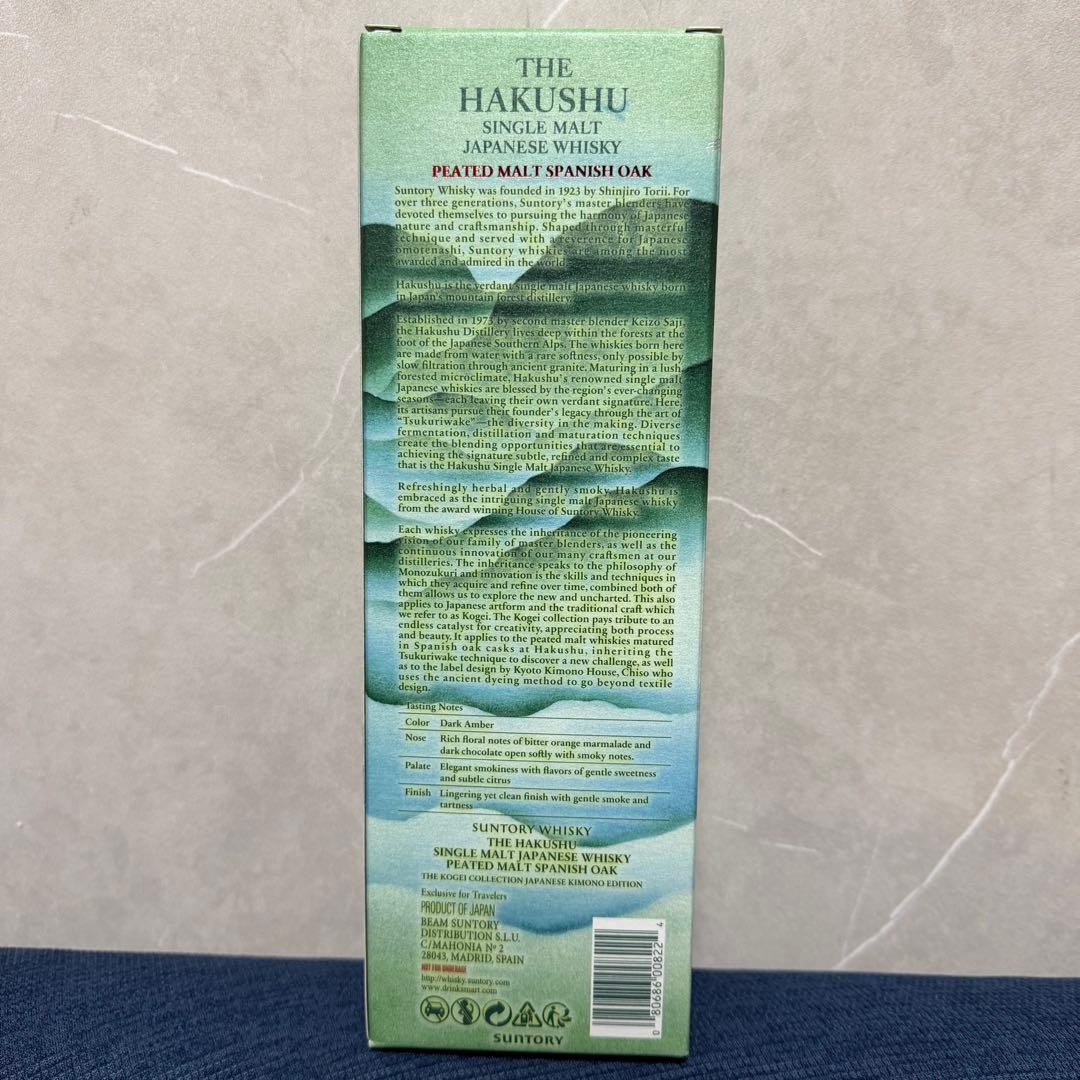 THE
HAKUSHU
SINGLE MALT
JAPANESE WHISKY
PEATED MALT SPANISH OAK
Suntory Whisky was founded in 1923 by Shinjiro Torii. For
over three generations, Suntory's master blenders have
devoted themselves to pursuing the harmony of Japanese
nature and craftsmanship. Shaped through masterful
technique and served with a reverence for Japanese
omotenashi, Suntory whiskies are among the most
awarded and admired in the world.
Hakushu is the verdant single malt Japanese whisky born
in Japan's mountain forest distillery.
Established in 1973 by second master blender Keizo Saji,
the Hakushu Distillery lives deep within the forests at the
foot of the Japanese Southern Alps. The whiskies born here
are made from water with a rare softness, only possible by
slow filtration through ancient granite. Maturing in a lush
forested microclimate, Hakushu's renowned single malt
Japanese whiskies are blessed by the region's ever-changing
seasons—each leaving their own verdant signature. Here,
its artisans pursue their founder's legacy through the art of
"Tsukuriwake"—the diversity in the making. Diverse
fermentation, distillation and maturation techniques
create the blending opportunities that are essential to
achieving the signature subtle, refined and complex taste
that is the Hakushu Single Malt Japanese Whisky.
Refreshingly herbal and gently smoky, Hakushu is
embraced as the intriguing single malt Japanese whisky
from the award winning House of Suntory Whisky.
Each whisky expresses the inheritance of the pioneering
vision of our family of master blenders, as well as the
continuous innovation of our many craftsmen at our
distilleries. The inheritance speaks to the philosophy of
Monozukuri and innovation is the skills and techniques in
which they acquire and refine over time, combined both of
them allows us to explore the new and uncharted. This also
applies to Japanese artform and the traditional craft which
we refer to as Kogei. The Kogei collection pays tribute to an
endless catalyst for creativity, appreciating both process
and beauty. It applies to the peated malt whiskies matured
in Spanish oak casks at Hakushu, inheriting the
Tsukuriwake technique to discover a new challenge, as well
as to the label design by Kyoto Kimono House, Chiso who
uses the ancient dyeing method to go beyond textile
design.
Tasting Notes
Color Dark Amber
Nose Rich floral notes of bitter orange marmalade and
dark chocolate open softly with smoky notes.
Palate Elegant smokiness with flavors of gentle sweetness
and subtle citrus
Finish Lingering yet clean finish with gentle smoke and
tartness
SUNTORY WHISKY
THE HAKUSHU
SINGLE MALT JAPANESE WHISKY
PEATED MALT SPANISH OAK
THE KOGEI COLLECTION JAPANESE KIMONO EDITION
Exclusive for Travelers
PRODUCT OF JAPAN
BEAM SUNTORY
DISTRIBUTION S.L.U.
C/MAHONIA Nº 2
28043, MADRID, SPAIN
NOT FOR UNDERAGE
http://whisky.suntory.com
www.drinksmart.com
0 80686 00822 4
SUNTORY